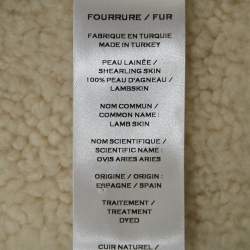 FOURRURE / FUR
FABRIQUE EN TURQUIE
MADE IN TURKEY
PEAU LAINÉE /
SHEARLING SKIN
100% PEAU D'AGNEAU /
LAMBSKIN
NOM COMMUN /
COMMON NAME :
LAMB SKIN
NOM SCIENTIFIQUE /
SCIENTIFIC NAME :
OVIS ARIES ARIES
ORIGINE / ORIGIN :
ESPAGNE / SPAIN
TRAITEMENT /
TREATMENT
DYED
CUIR NATUREL /